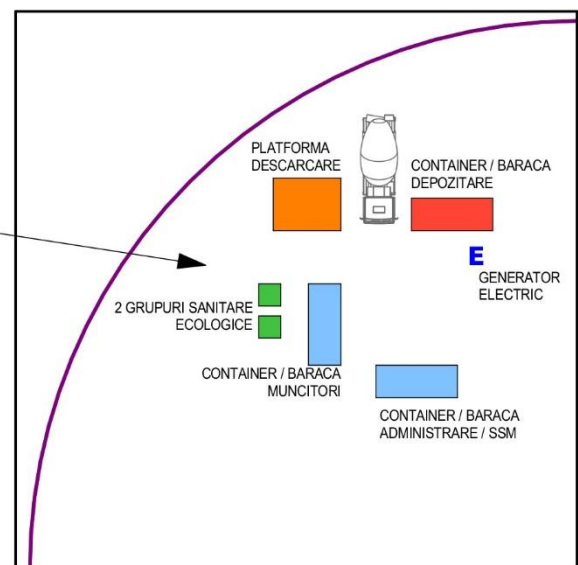 PLATFORMA
DESCARCARE
CONTAINER / BARACA
DEPOZITARE
E
GENERATOR
ELECTRIC
2 GRUPURI SANITARE
ECOLOGICE
CONTAINER / BARACA
MUNCITORI
CONTAINER / BARACA
ADMINISTRARE / SSM